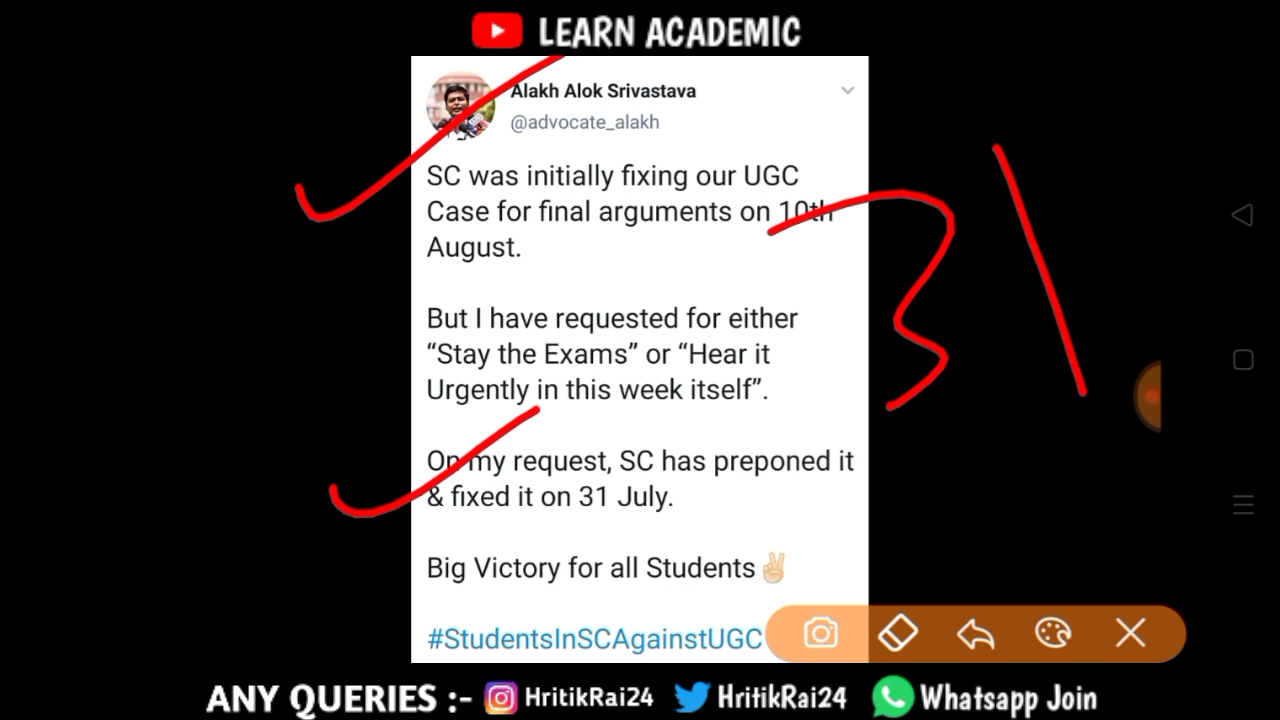 LEARN ACADEMIC
Alakh Alok Srivastava
@advocate_alakh
SC was initially fixing our UGC
Case for final arguments on 10th
August.
But I have requested for either
“Stay the Exams” or “Hear it
Urgently in this week itself”.
On my request, SC has preponed it
& fixed it on 31 July.
Big Victory for all Students✌🏻
#StudentsInSCAgainstUGC
31
ANY QUERIES :- HritikRai24 HritikRai24 Whatsapp Join